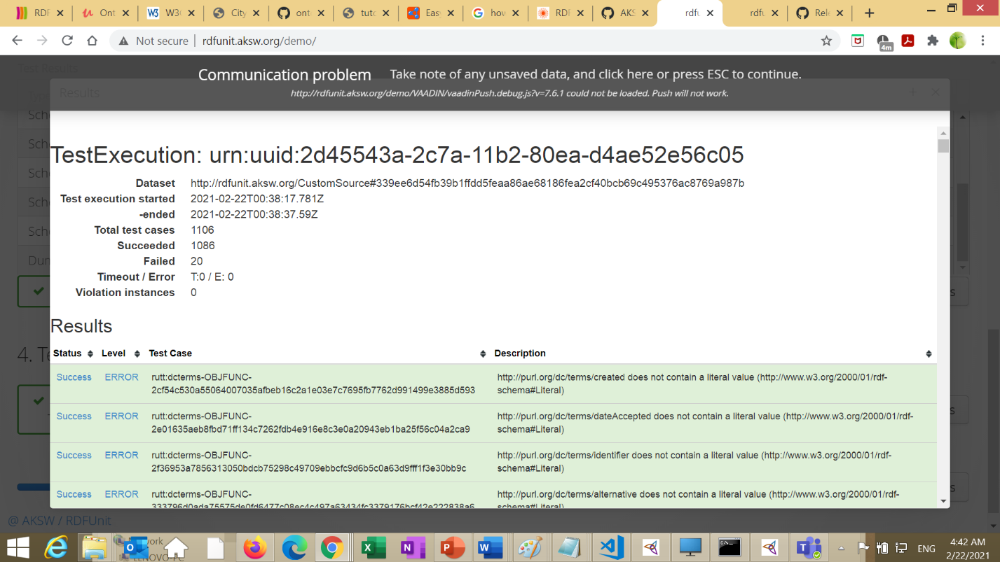 RDF
Ont
W3C
City
ont
tuto
Easy
how
RDF
AKS
rdfu
rdfu
Rele
Not secure
rdfunit.aksw.org/demo/
4m
Test Results
Communication problem Take note of any unsaved data, and click here or press ESC to continue.
Results
http://rdfunit.aksw.org/demo/VAADIN/vaadinPush.debug.js?v=7.6.1 could not be loaded. Push will not work.
Sche
Sche
Sche
Sche
Sche
TestExecution: urn:uuid:2d45543a-2c7a-11b2-80ea-d4ae52e56c05
Dataset http://rdfunit.aksw.org/CustomSource#339ee6d54fb39b1ffdd5feaa86ae68186fea2cf40bcb69c495376ac8769a987b
Test execution started 2021-02-22T00:38:17.781Z
-ended 2021-02-22T00:38:37.59Z
Total test cases 1106
Succeeded 1086
Failed 20
Timeout / Error T:0 / E: 0
Violation instances 0
Results
4. Te
Status Level Test Case Description
Success ERROR rutt:dcterms-OBJFUNC- http://purl.org/dc/terms/created does not contain a literal value (http://www.w3.org/2000/01/rdf-
2cf54c530a55064007035afbeb16c2a1e03e7c7695fb7762d991499e3885d593 schema#Literal)
Success ERROR rutt:dcterms-OBJFUNC- http://purl.org/dc/terms/dateAccepted does not contain a literal value (http://www.w3.org/2000/01/rdf-
2e01635aeb8fbd71ff134c7262fdb4e916e8c3e0a20943eb1ba25f56c04a2ca9 schema#Literal)
Success ERROR rutt:dcterms-OBJFUNC- http://purl.org/dc/terms/identifier does not contain a literal value (http://www.w3.org/2000/01/rdf-
2f36953a7856313050bdcb75298c49709ebbcfc9d6b5c0a63d9fff1f3e30bb9c schema#Literal)
Success ERROR rutt:dcterms-OBJFUNC- http://purl.org/dc/terms/alternative does not contain a literal value (http://www.w3.org/2000/01/rdf-
333796d0ada75575de0fd6477c08ec4c497a63434fc3379176bcf42e222838a6 schema#Literal)
@ AKSW / RDFUnit
Network
LENOVO-PC
ENG
4:42 AM
2/22/2021